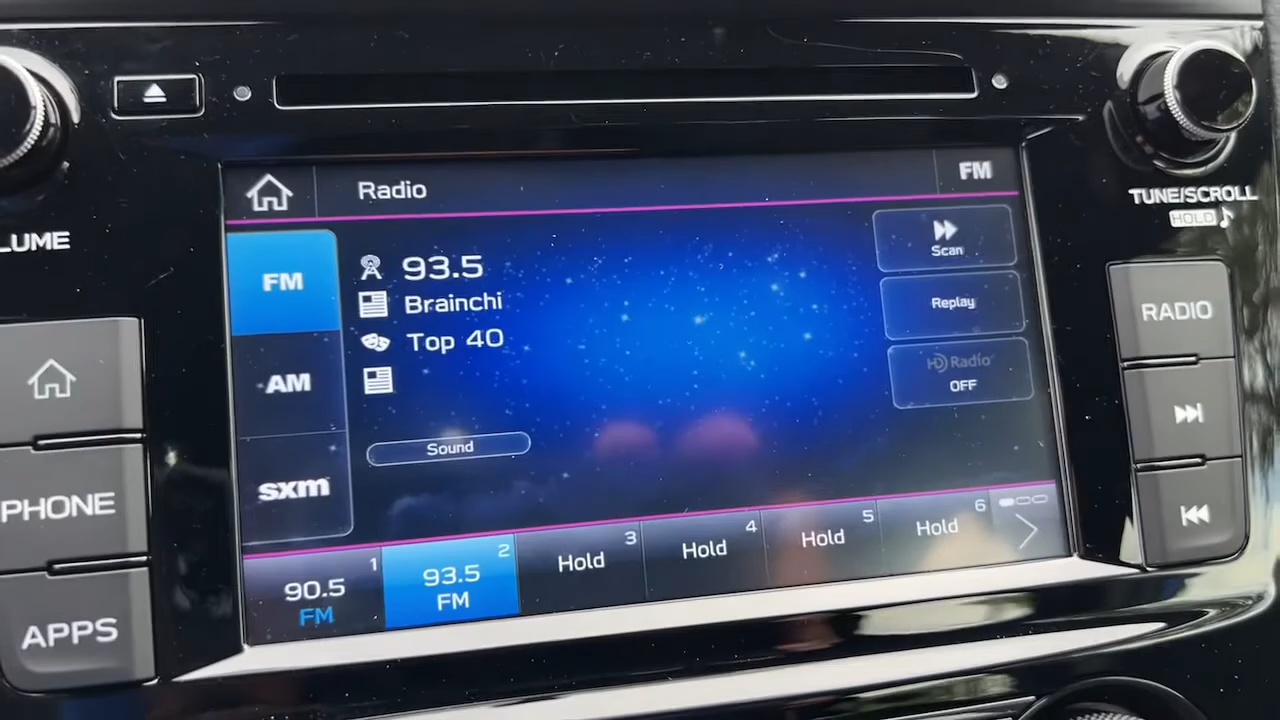 LUME
TUNE/SCROLL
HOLD
Radio
FM
FM
AM
sxm
93.5
Brainchi
Top 40
Sound
Scan
Replay
HD Radio
OFF
1
90.5
FM
2
93.5
FM
3
Hold
4
Hold
5
Hold
6
Hold
PHONE
APPS
RADIO